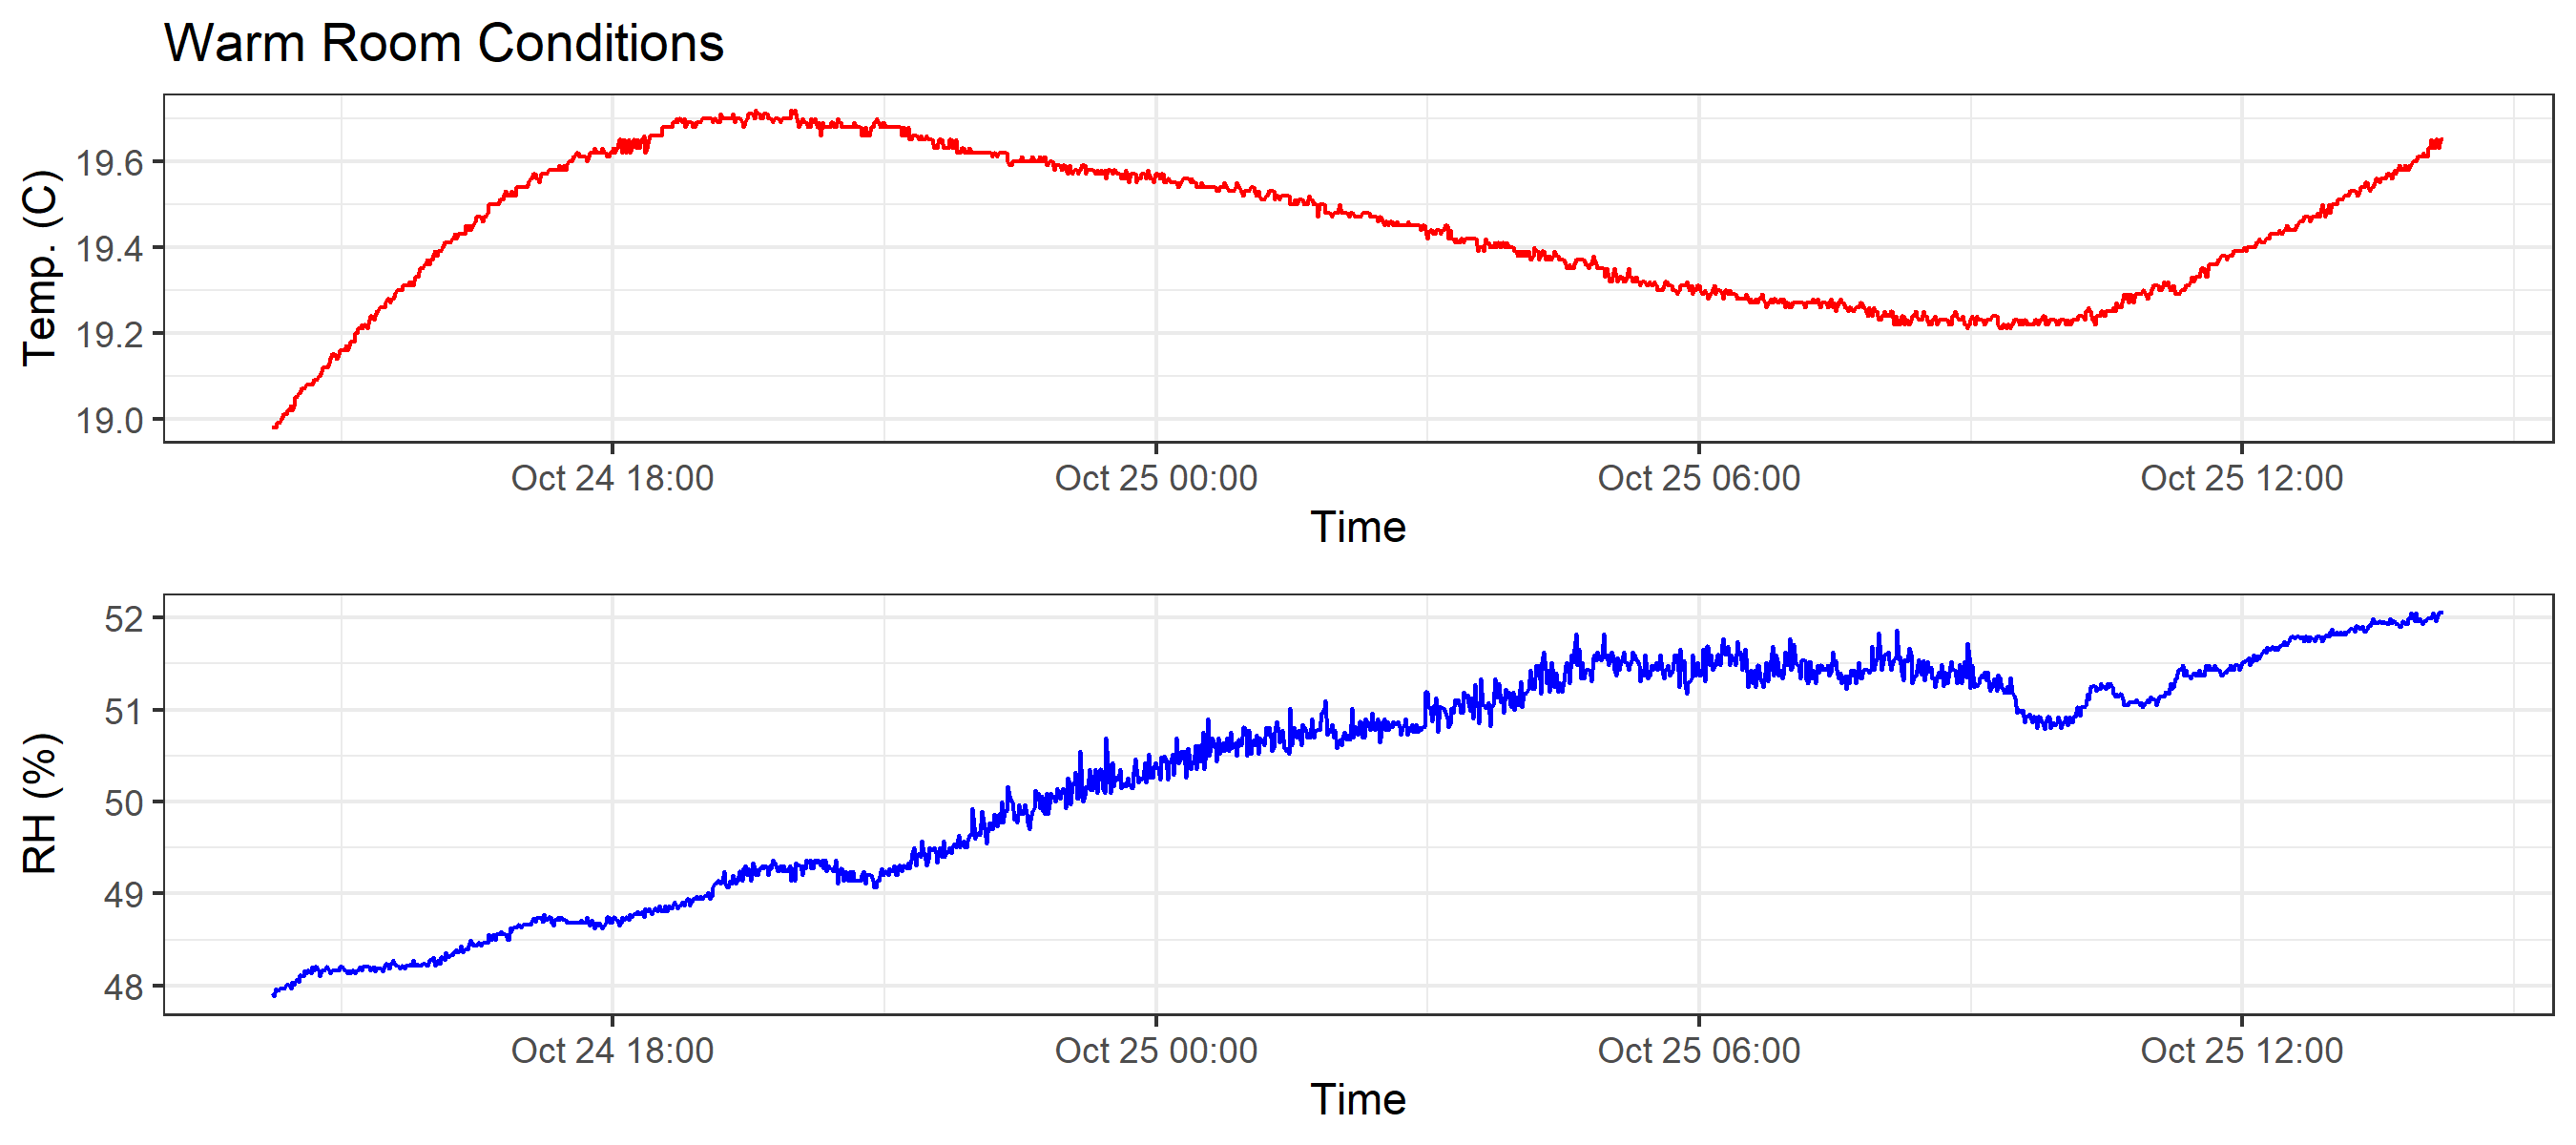 Warm Room Conditions
Temp. (C)
19.6
19.4
19.2
19.0
Oct 24 18:00 Oct 25 00:00 Oct 25 06:00 Oct 25 12:00
Time
RH (%)
52
51
50
49
48
Oct 24 18:00 Oct 25 00:00 Oct 25 06:00 Oct 25 12:00
Time